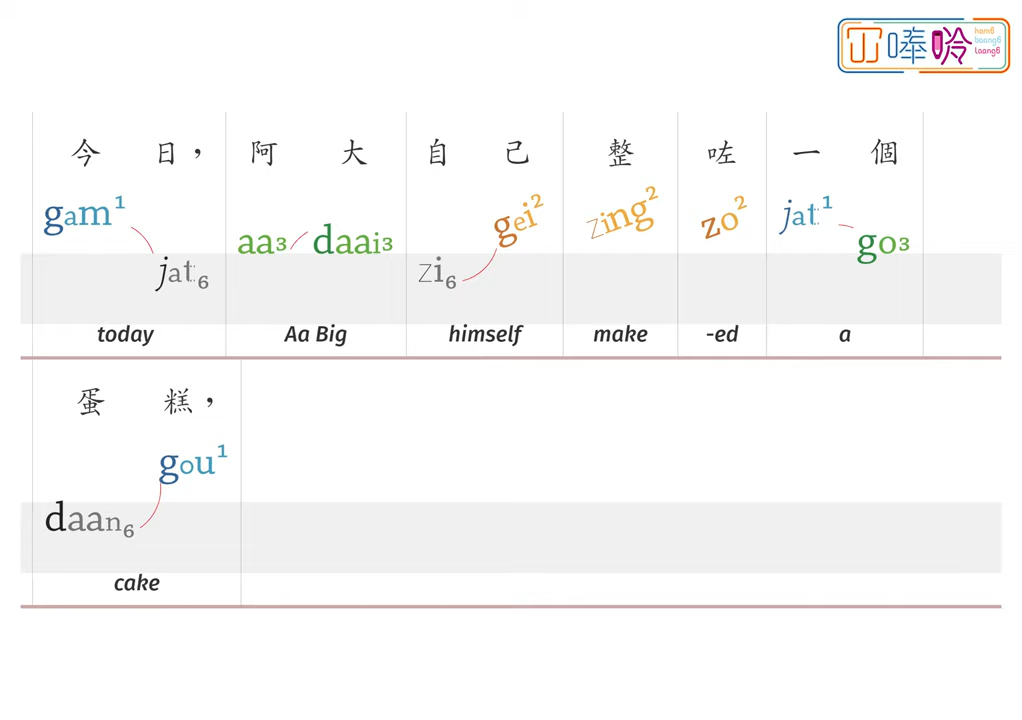 冚唪唥 ham6 baang6 laang6
今日， 阿大 自己 整 咗 一個
gam1 jat6 aa3 daai3 zi6 gei2 zing2 zo2 jat1 go3
today Aa Big himself make -ed a
蛋糕，
daan6 gou1
cake